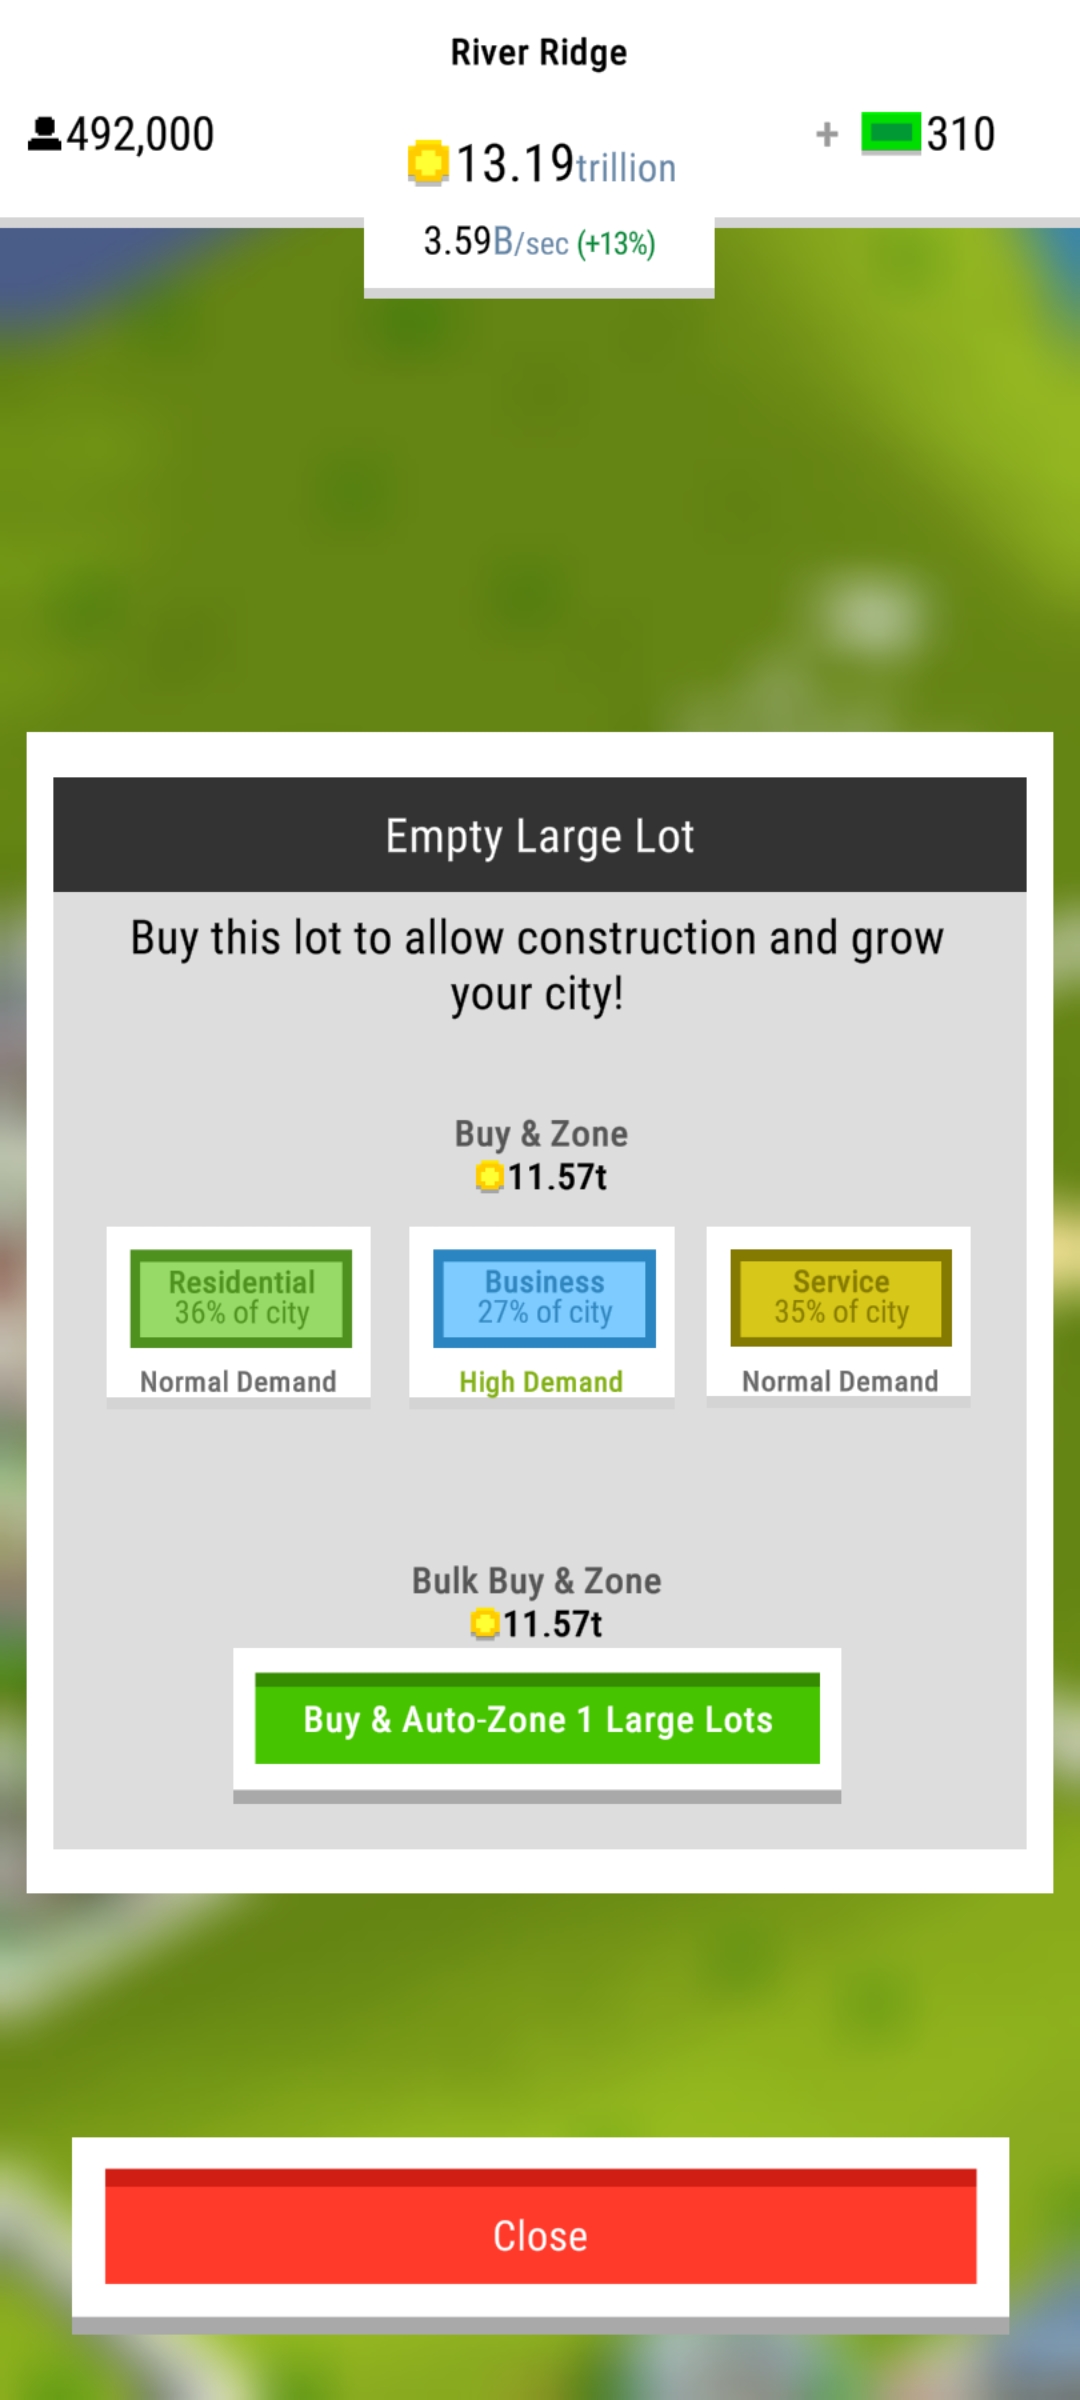 River Ridge
492,000
13.19trillion
+ 310
3.59B/sec (+13%)
Empty Large Lot
Buy this lot to allow construction and grow
your city!
Buy & Zone
11.57t
Residential
36% of city
Normal Demand
Business
27% of city
High Demand
Service
35% of city
Normal Demand
Bulk Buy & Zone
11.57t
Buy & Auto-Zone 1 Large Lots
Close